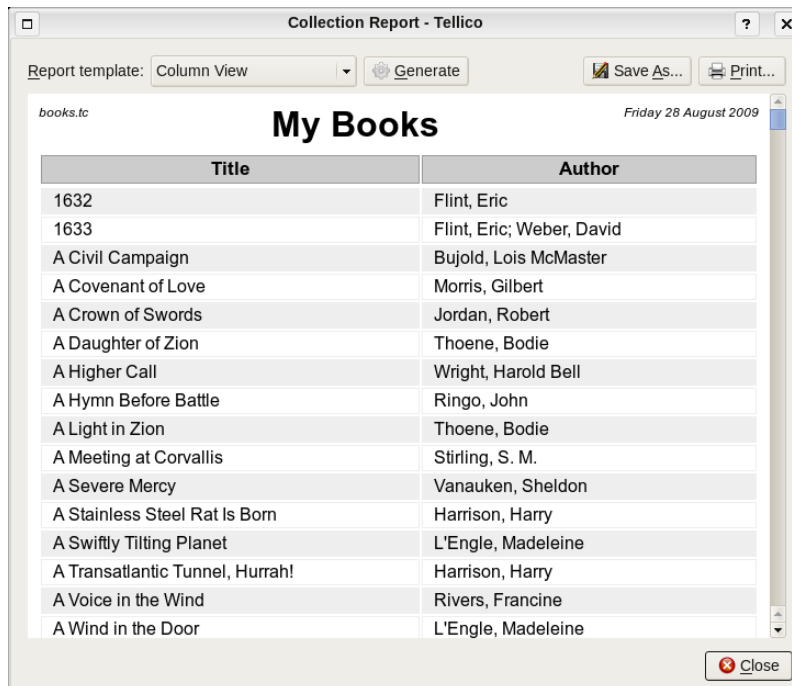 Collection Report - Tellico
Report template: Column View Generate Save As... Print...
books.tc My Books Friday 28 August 2009
Title Author
1632 Flint, Eric
1633 Flint, Eric; Weber, David
A Civil Campaign Bujold, Lois McMaster
A Covenant of Love Morris, Gilbert
A Crown of Swords Jordan, Robert
A Daughter of Zion Thoene, Bodie
A Higher Call Wright, Harold Bell
A Hymn Before Battle Ringo, John
A Light in Zion Thoene, Bodie
A Meeting at Corvallis Stirling, S. M.
A Severe Mercy Vanauken, Sheldon
A Stainless Steel Rat Is Born Harrison, Harry
A Swiftly Tilting Planet L'Engle, Madeleine
A Transatlantic Tunnel, Hurrah! Harrison, Harry
A Voice in the Wind Rivers, Francine
A Wind in the Door L'Engle, Madeleine
Close